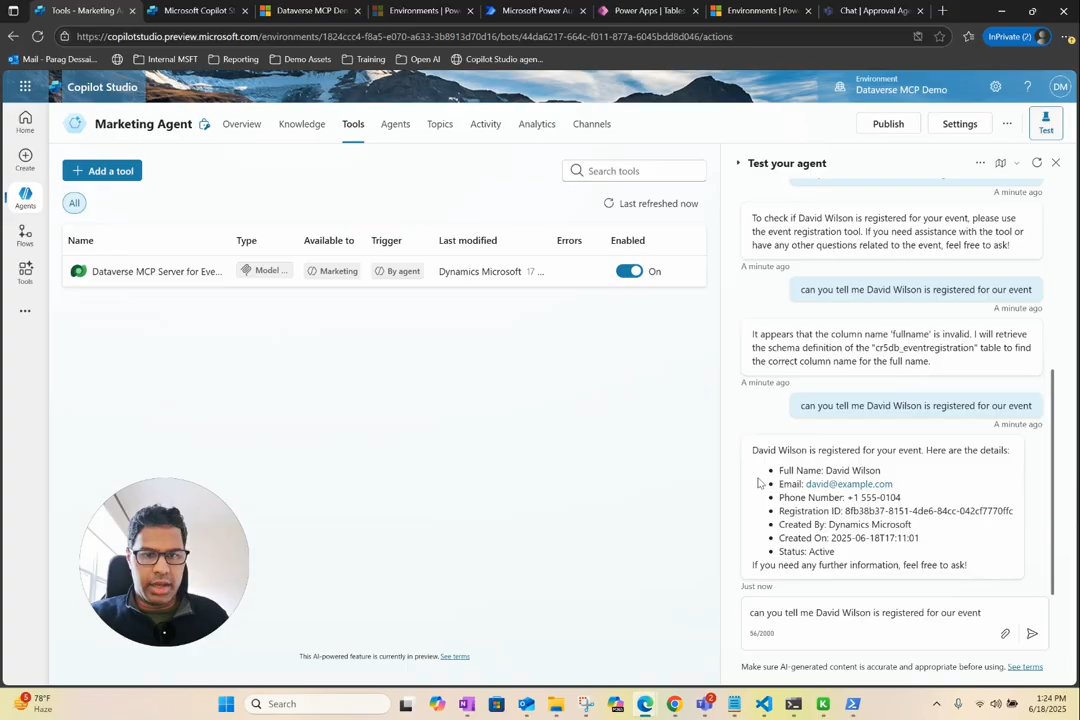 Tools - Marketing A
Microsoft Copilot St
Dataverse MCP Dem
Environments | Pow
Microsoft Power Au
Power Apps | Tables
Environments | Pow
Chat | Approval Age
https://copilotstudio.preview.microsoft.com/environments/1824ccc4-f8a5-e070-a633-3b8913d70d16/bots/44da6217-664c-f011-877a-6045bdd8d046/actions
InPrivate (2)
Mail - Parag Dessai...
Internal MSFT
Reporting
Demo Assets
Training
Open AI
Copilot Studio agen...
Copilot Studio
Environment
Dataverse MCP Demo
DM
Home
Create
Agents
Flows
Tools
Marketing Agent
Overview
Knowledge
Tools
Agents
Topics
Activity
Analytics
Channels
Publish
Settings
Test
Add a tool
Search tools
All
Last refreshed now
Name
Type
Available to
Trigger
Last modified
Errors
Enabled
Dataverse MCP Server for Eve...
Model ...
Marketing
By agent
Dynamics Microsoft 17 ...
On
This AI-powered feature is currently in preview. See terms
Test your agent
A minute ago
To check if David Wilson is registered for your event, please use
the event registration tool. If you need assistance with the tool or
have any other questions related to the event, feel free to ask!
A minute ago
can you tell me David Wilson is registered for our event
A minute ago
It appears that the column name 'fullname' is invalid. I will retrieve
the schema definition of the "cr5db_eventregistration" table to find
the correct column name for the full name.
A minute ago
can you tell me David Wilson is registered for our event
A minute ago
David Wilson is registered for your event. Here are the details:
• Full Name: David Wilson
• Email: david@example.com
• Phone Number: +1 555-0104
• Registration ID: 8fb38b37-8151-4de6-84cc-042cf7770ffc
• Created By: Dynamics Microsoft
• Created On: 2025-06-18T17:11:01
• Status: Active
If you need any further information, feel free to ask!
Just now
can you tell me David Wilson is registered for our event
56/2000
Make sure AI-generated content is accurate and appropriate before using. See terms
5
78°F
Haze
Search
2
1:24 PM
6/18/2025